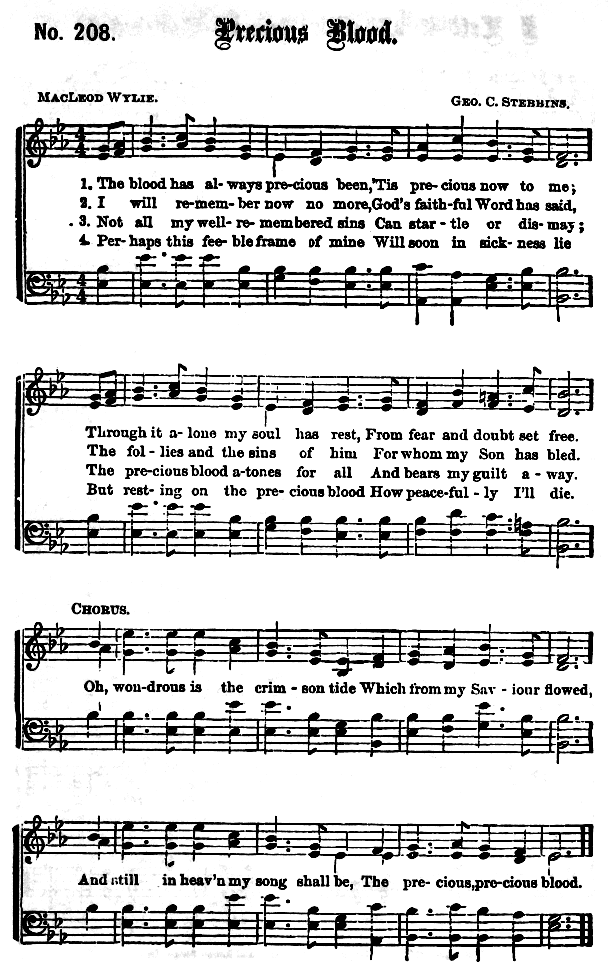 No. 208. Precious Blood.
MacLeod Wylie. Geo. C. Stebbins.
1. The blood has al- ways pre-cious been, 'Tis pre-cious now to me;
2. I will re-mem-ber now no more, God's faith-ful Word has said,
3. Not all my well-re-membered sins Can star-tle or dis-may;
4. Per-haps this fee-ble frame of mine Will soon in sick-ness lie
Through it a-lone my soul has rest, From fear and doubt set free.
The fol-lies and the sins of him For whom my Son has bled.
The pre-cious blood a-tones for all And bears my guilt a-way.
But rest-ing on the pre-cious blood How peace-ful-ly I'll die.
Chorus.
Oh, won-drous is the crim-son tide Which from my Sav-iour flowed,
And still in heav'n my song shall be, The pre-cious, pre-cious blood.